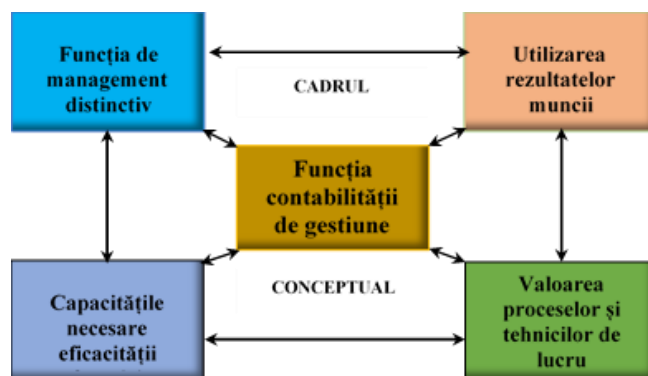 Funcția de
management
distinctiv
Utilizarea
rezultatelor
muncii
CADRUL
Funcția
contabilității
de gestiune
CONCEPTUAL
Capacitățile
necesare
eficacității
Valoarea
proceselor și
tehnicilor de
lucru